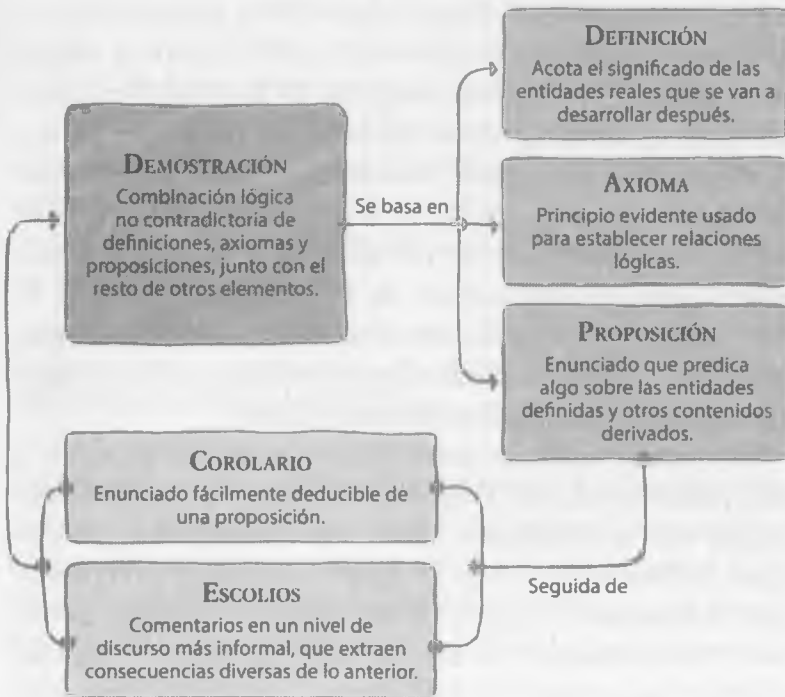 DEFINICIÓN
Acota el significado de las
entidades reales que se van a
desarrollar después.
DEMOSTRACIÓN
Combinación lógica
no contradictoria de
definiciones, axiomas y
proposiciones, junto con el
resto de otros elementos.
Se basa en
AXIOMA
Principio evidente usado
para establecer relaciones
lógicas.
PROPOSICIÓN
Enunciado que predica
algo sobre las entidades
definidas y otros contenidos
derivados.
COROLARIO
Enunciado fácilmente deducible de
una proposición.
Seguida de
ESCOLIOS
Comentarios en un nivel de
discurso más informal, que extraen
consecuencias diversas de lo anterior.